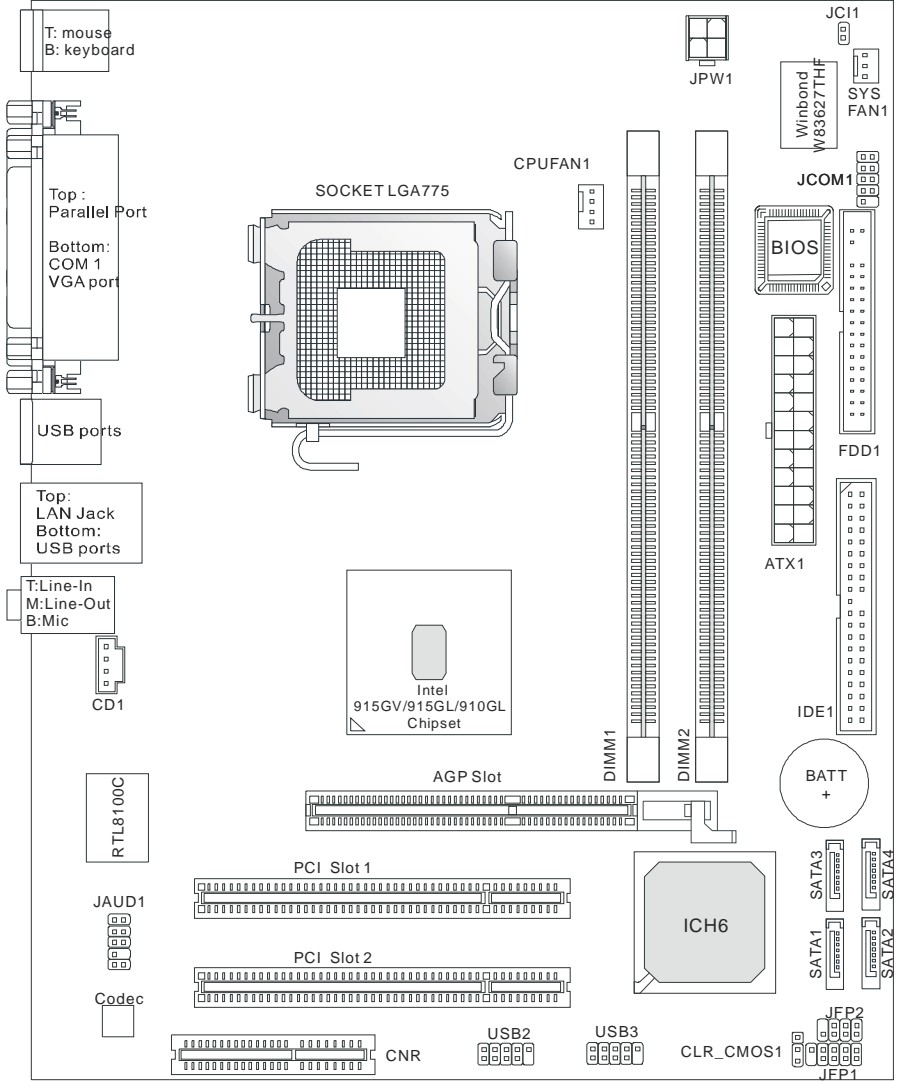 T: mouse
B: keyboard
JCI1
JPW1
Winbond
W83627THF
SYS
FAN1
CPUFAN1
JCOM1
SOCKET LGA775
Top :
Parallel Port
Bottom:
COM 1
VGA port
BIOS
USB ports
FDD1
Top:
LAN Jack
Bottom:
USB ports
ATX1
T:Line-In
M:Line-Out
B:Mic
CD1
Intel
915GV/915GL/910GL
Chipset
IDE1
DIMM1
DIMM2
BATT
+
AGP Slot
RTL8100C
PCI Slot 1
SATA3
SATA4
JAUD1
ICH6
SATA1
SATA2
PCI Slot 2
Codec
JFP2
USB2
USB3
CLR_CMOS1
CNR
JFP1